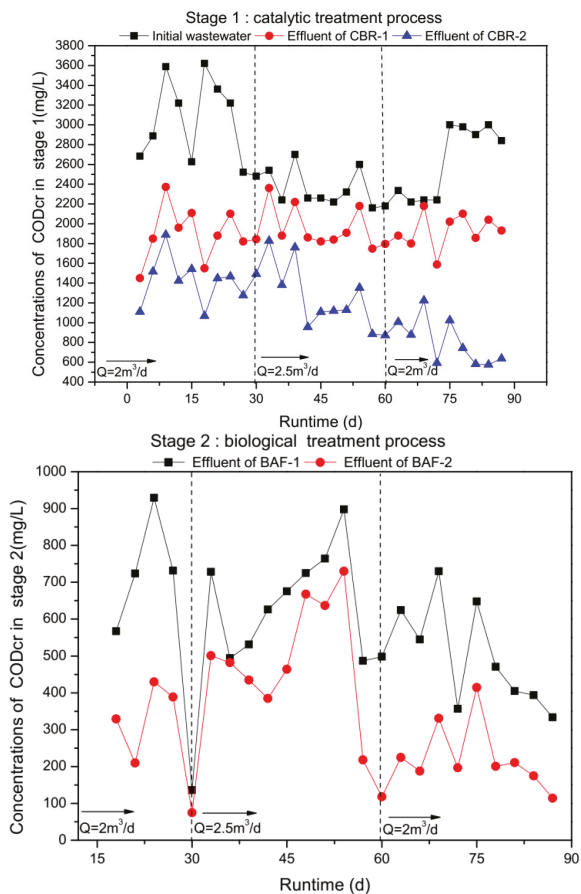 Stage 1 : catalytic treatment process
Initial wastewater Effluent of CBR-1 Effluent of CBR-2
3800
3600
3400
3200
3000
2800
2600
2400
2200
2000
1800
1600
1400
1200
1000
800
600
400
Concentrations of CODcr in stage 1(mg/L)
Q=2m³/d
Q=2.5m³/d
Q=2m³/d
0 15 30 45 60 75 90
Runtime (d)
Stage 2 : biological treatment process
Effluent of BAF-1 Effluent of BAF-2
1000
900
800
700
600
500
400
300
200
100
0
Concentrations of CODcr in stage 2(mg/L)
Q=2m³/d
Q=2.5m³/d
Q=2m³/d
15 30 45 60 75 90
Runtime (d)